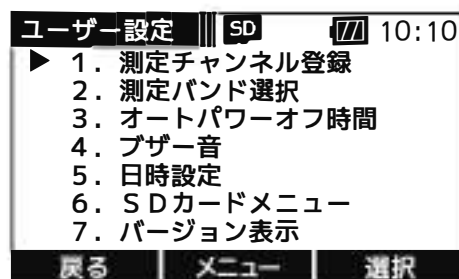 ユーザー設定 SD 10:10
▶ 1. 測定チャンネル登録
2. 測定バンド選択
3. オートパワーオフ時間
4. ブザー音
5. 日時設定
6. SDカードメニュー
7. バージョン表示
戻る メニュー 選択